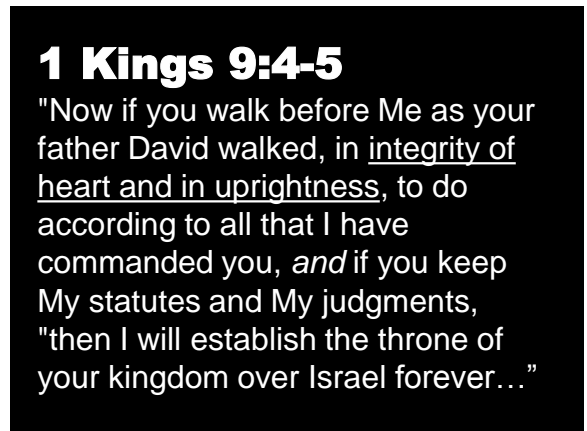 1 Kings 9:4-5
"Now if you walk before Me as your
father David walked, in integrity of
heart and in uprightness, to do
according to all that I have
commanded you, and if you keep
My statutes and My judgments,
"then I will establish the throne of
your kingdom over Israel forever…”